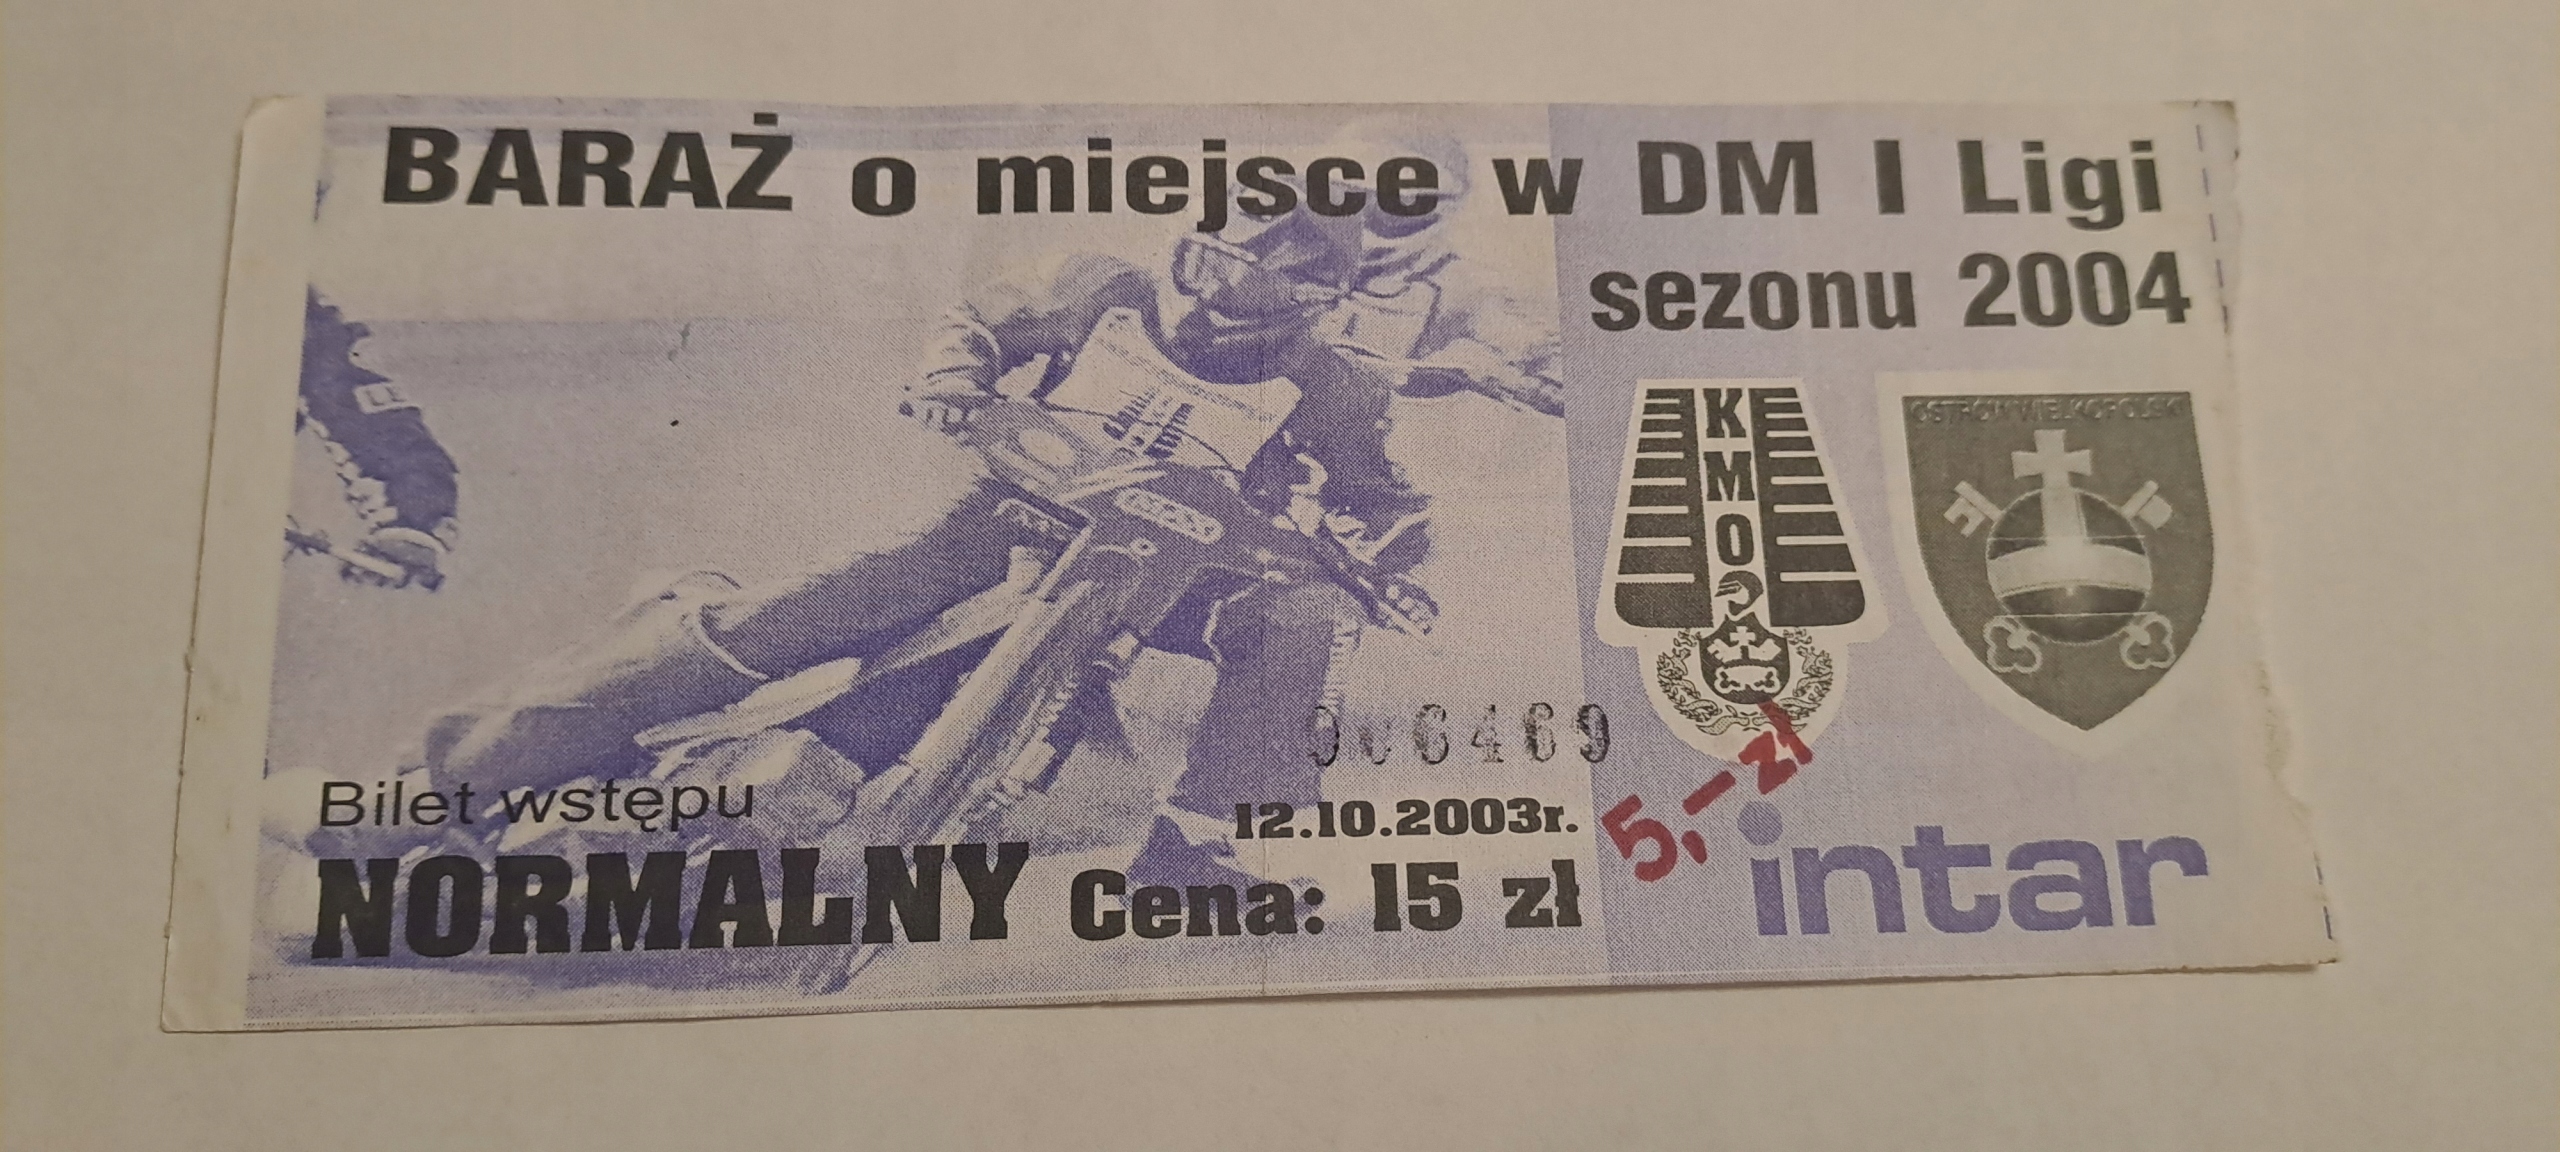 BARAŻ o miejsce w DM I Ligi
sezonu 2004
K
M
O
OSTRÓW WIELKOPOLSKI
006469
5,-zł
Bilet wstępu
12.10.2003r.
NORMALNY Cena: 15 zł
intar